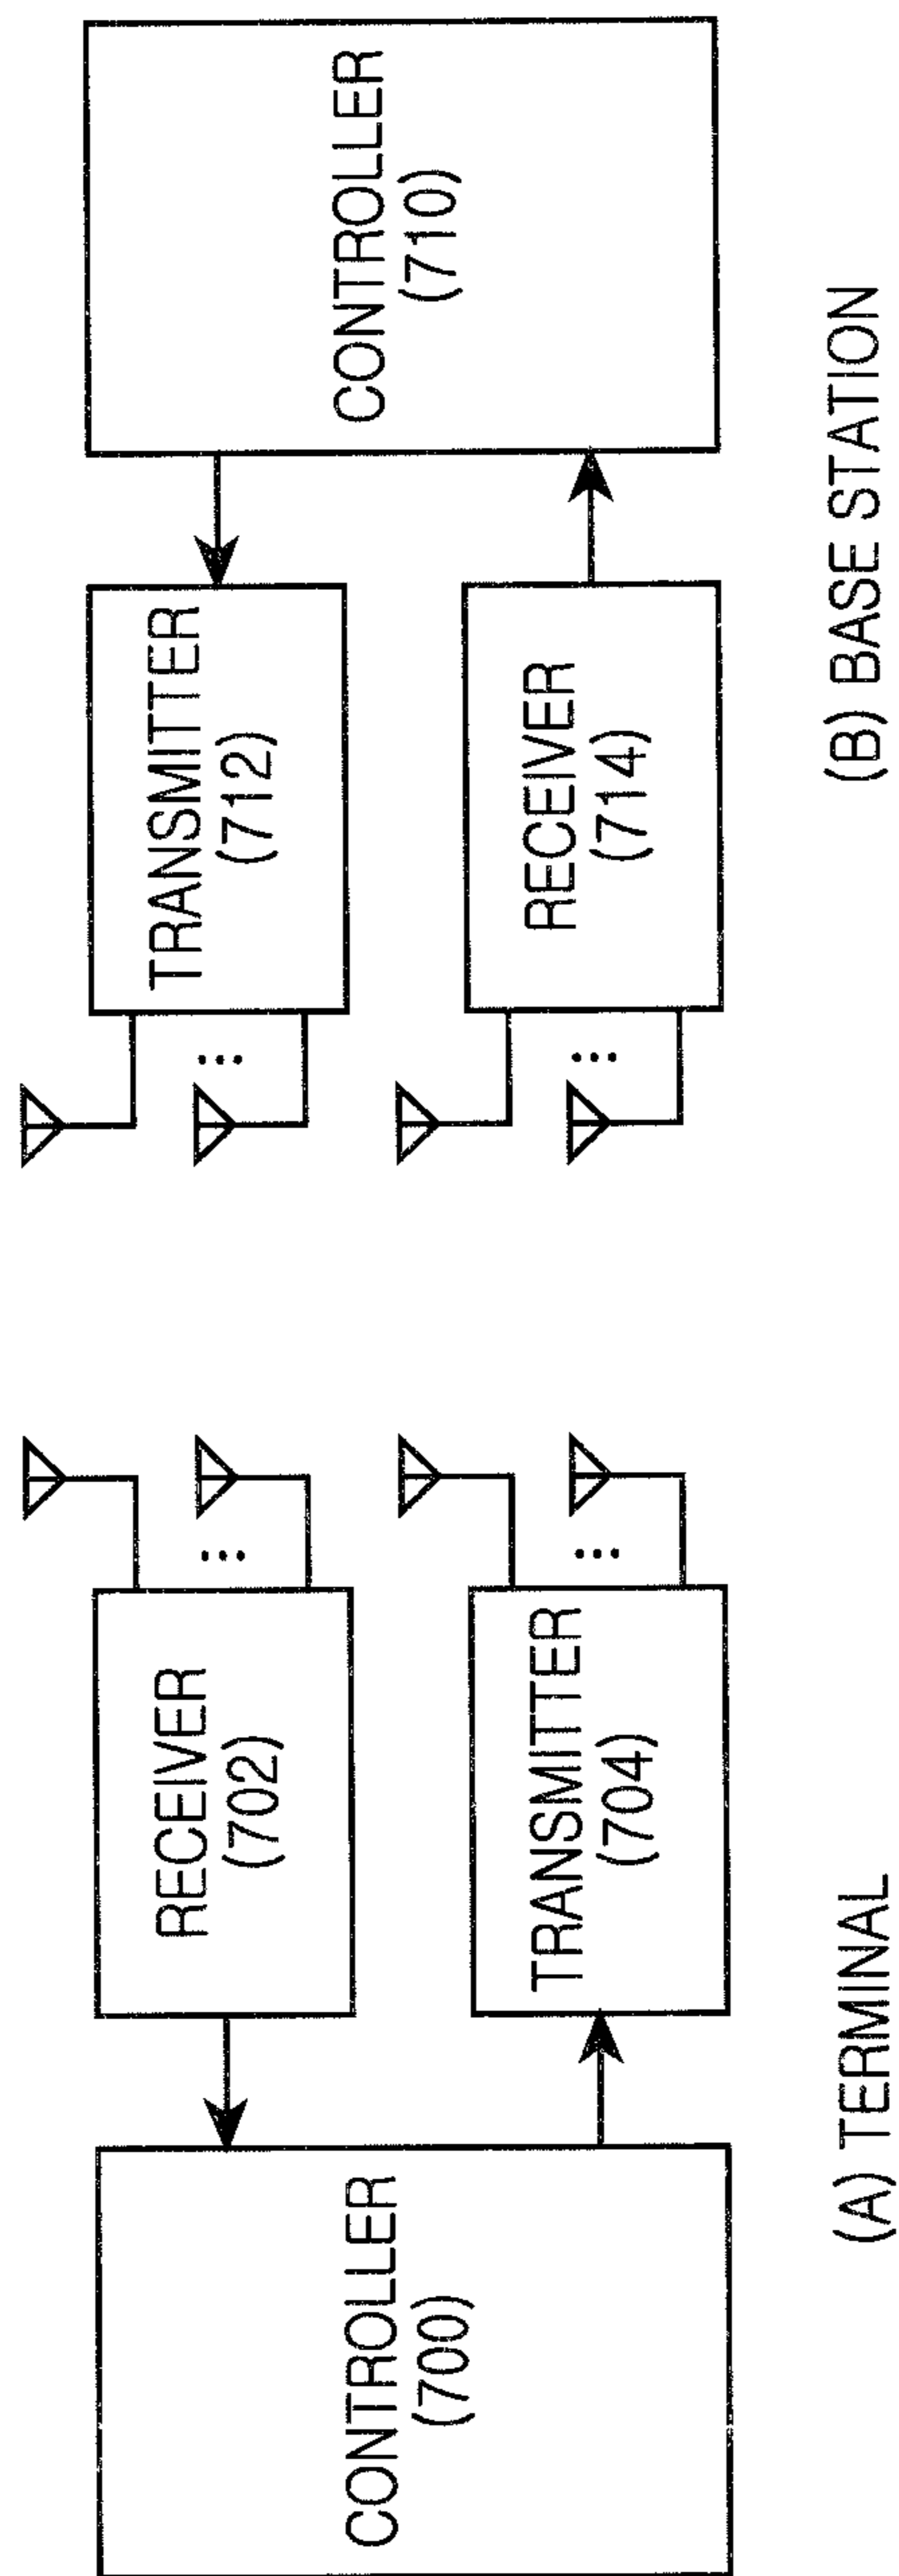 CONTROLLER
(700)
RECEIVER
(702)
TRANSMITTER
(704)
(A) TERMINAL
TRANSMITTER
(712)
RECEIVER
(714)
CONTROLLER
(710)
(B) BASE STATION